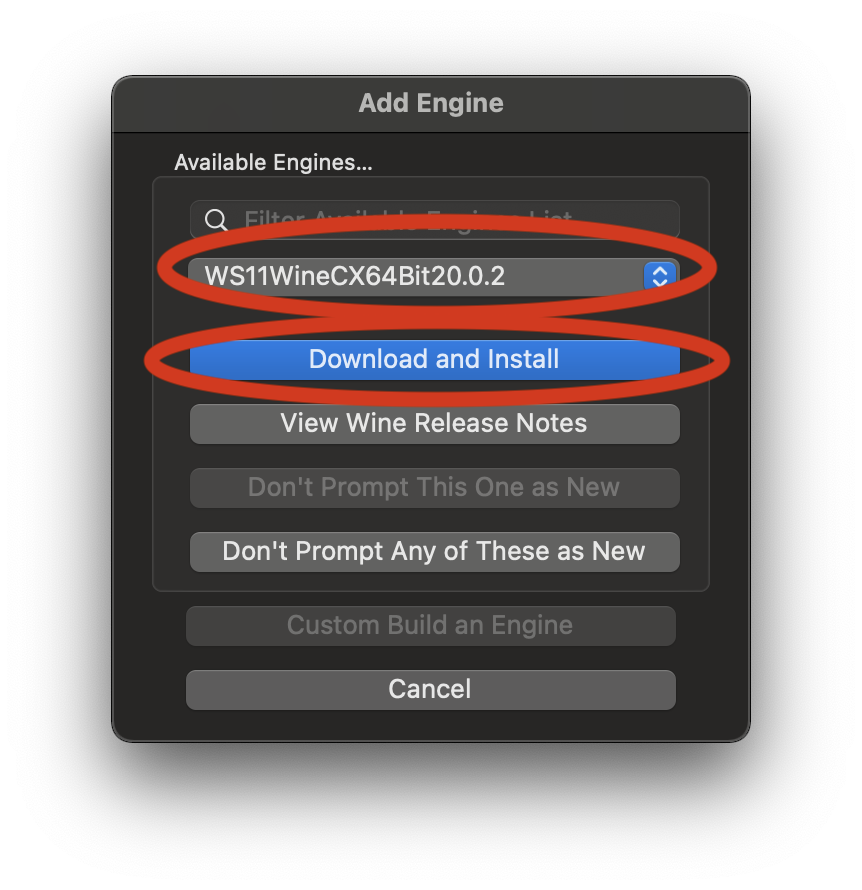 Add Engine
Available Engines...
Filter Available Engines List
WS11WineCX64Bit20.0.2
Download and Install
View Wine Release Notes
Don't Prompt This One as New
Don't Prompt Any of These as New
Custom Build an Engine
Cancel